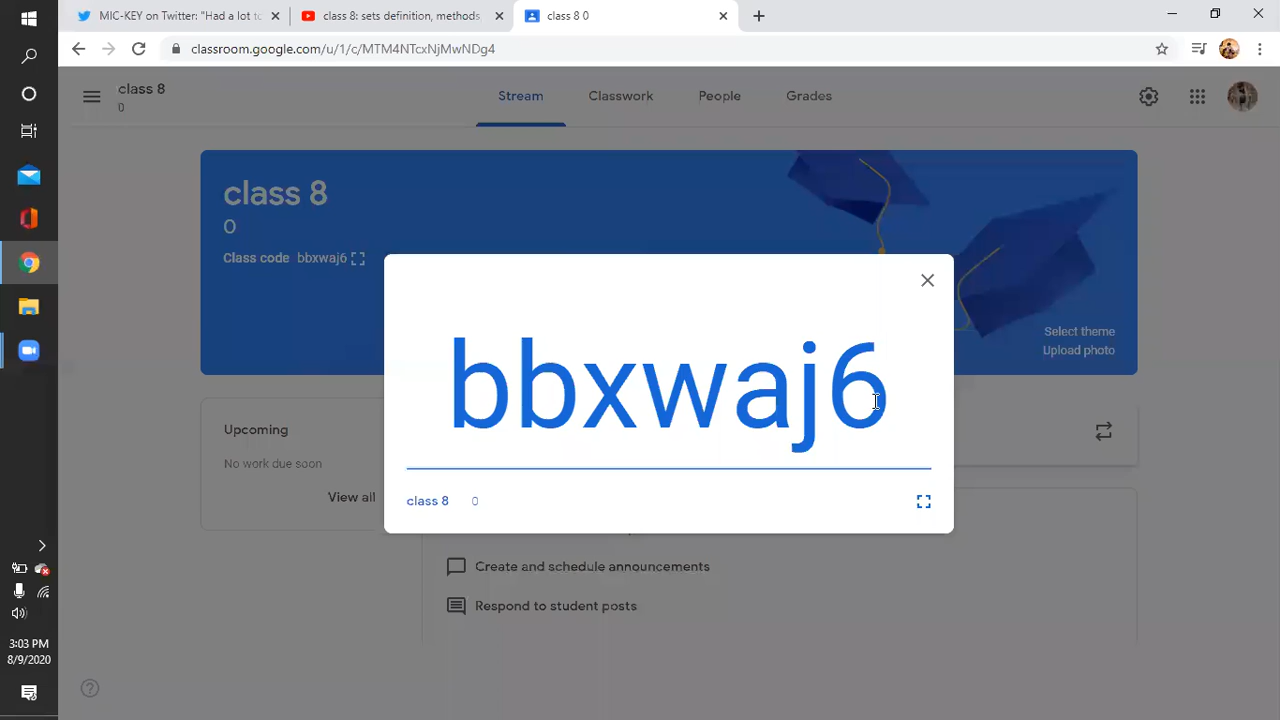 MIC-KEY on Twitter: "Had a lot to
class 8: sets definition, methods,
class 8 0
classroom.google.com/u/1/c/MTM4NTcxNjMwNDg4
class 8
0
Stream
Classwork
People
Grades
class 8
0
Class code bbxwaj6
Select theme
Upload photo
bbxwaj6
class 8 0
Upcoming
No work due soon
View all
Create and schedule announcements
Respond to student posts
3:03 PM
8/9/2020